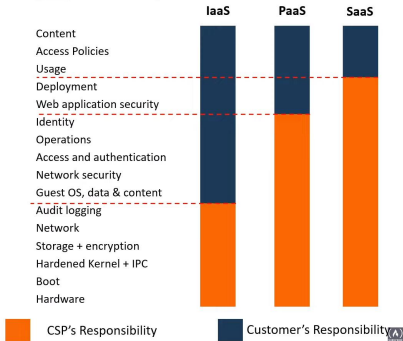 IaaS PaaS SaaS
Content
Access Policies
Usage
Deployment
Web application security
Identity
Operations
Access and authentication
Network security
Guest OS, data & content
Audit logging
Network
Storage + encryption
Hardened Kernel + IPC
Boot
Hardware
CSP's Responsibility Customer's Responsibility